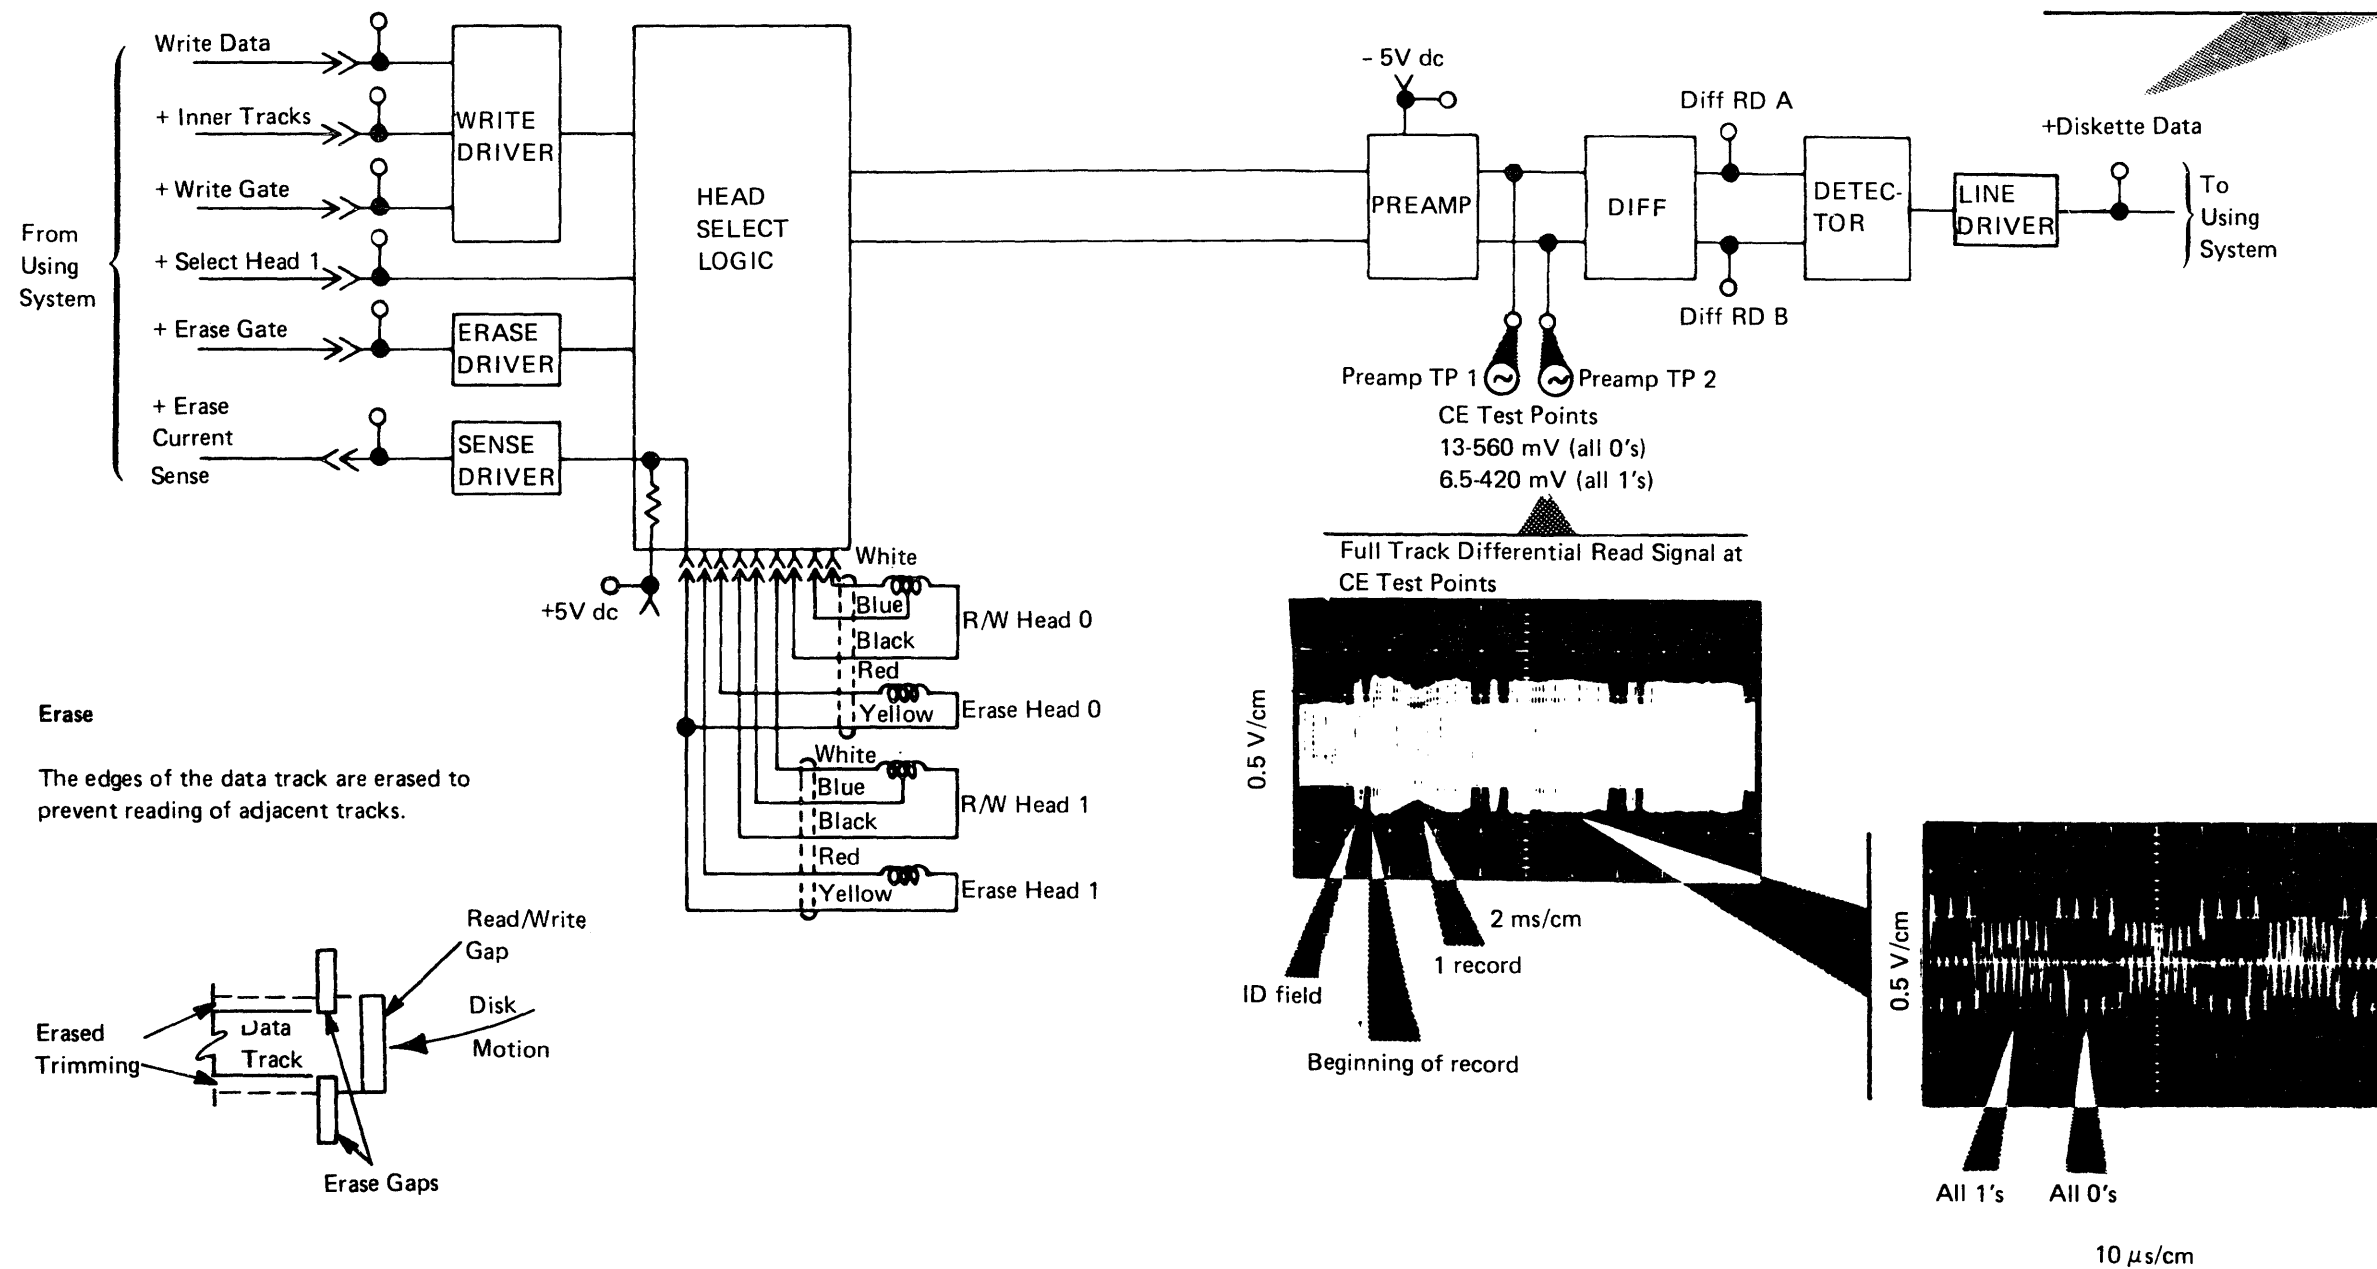 From
Using
System
Write Data
+ Inner Tracks
+ Write Gate
+ Select Head 1
+ Erase Gate
+ Erase
Current
Sense
WRITE
DRIVER
ERASE
DRIVER
SENSE
DRIVER
HEAD
SELECT
LOGIC
+5V dc
White
Blue
Black
Red
Yellow
R/W Head 0
Erase Head 0
White
Blue
Black
Red
Yellow
R/W Head 1
Erase Head 1
- 5V dc
PREAMP
DIFF
Diff RD A
Diff RD B
DETEC-
TOR
LINE
DRIVER
+Diskette Data
To
Using
System
Preamp TP 1
Preamp TP 2
CE Test Points
13-560 mV (all 0's)
6.5-420 mV (all 1's)
Full Track Differential Read Signal at
CE Test Points
0.5 V/cm
2 ms/cm
1 record
ID field
Beginning of record
0.5 V/cm
All 1's
All 0's
10 μs/cm
Erase
The edges of the data track are erased to
prevent reading of adjacent tracks.
Read/Write
Gap
Disk
Motion
Erased
Trimming
Data
Track
Erase Gaps